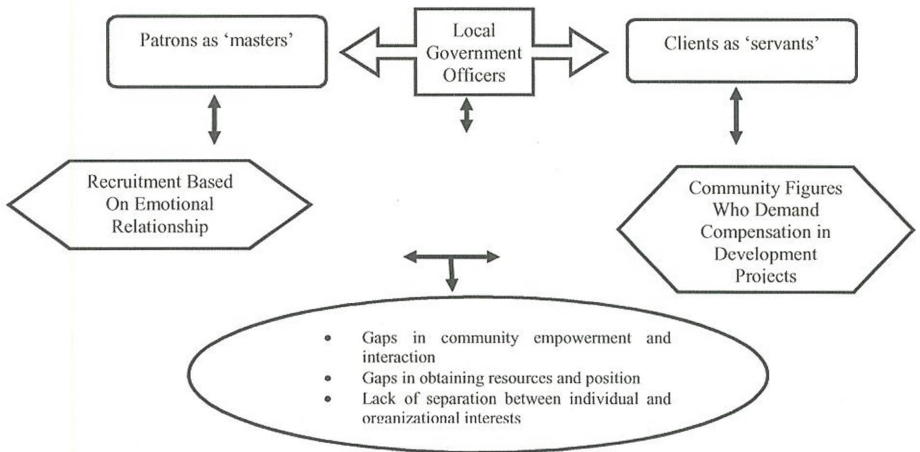 Patrons as ‘masters’
Local
Government
Officers
Clients as ‘servants’
Recruitment Based
On Emotional
Relationship
Community Figures
Who Demand
Compensation in
Development
Projects
• Gaps in community empowerment and
interaction
• Gaps in obtaining resources and position
• Lack of separation between individual and
organizational interests